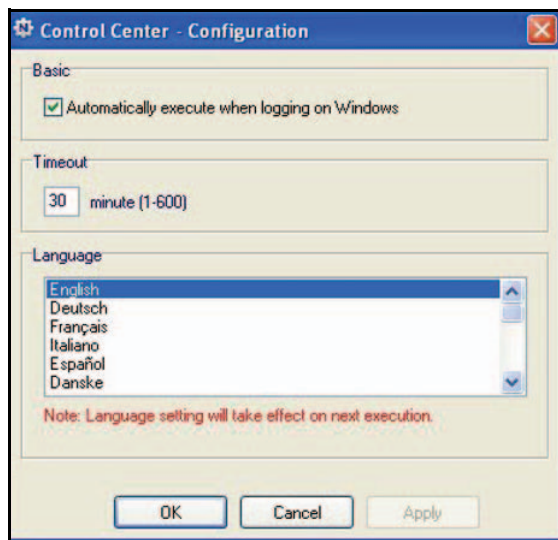 Control Center - Configuration
Basic
Automatically execute when logging on Windows
Timeout
30 minute (1-600)
Language
English
Deutsch
Français
Italiano
Español
Danske
Note: Language setting will take effect on next execution.
OK Cancel Apply